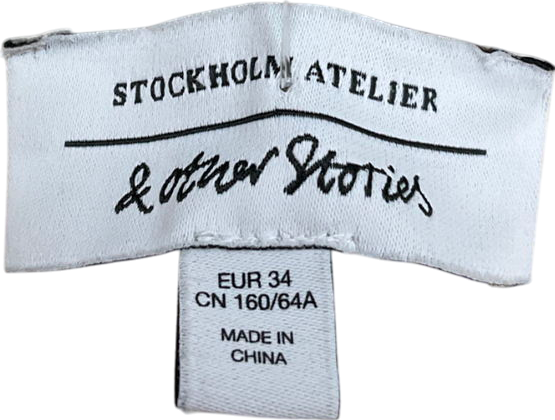 STOCKHOLM ATELIER
& other Stories
EUR 34
CN 160/64A
MADE IN
CHINA